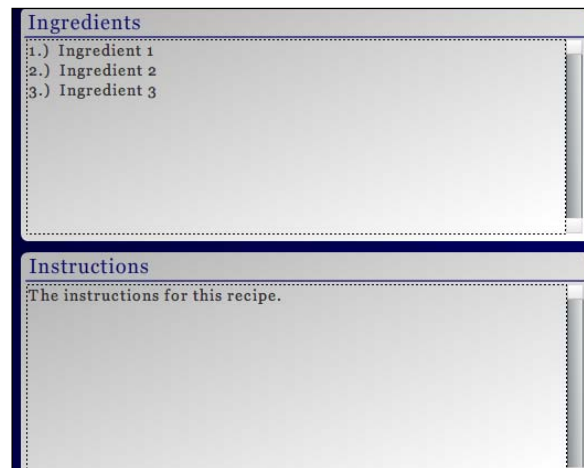 Ingredients
1.) Ingredient 1
2.) Ingredient 2
3.) Ingredient 3
Instructions
The instructions for this recipe.